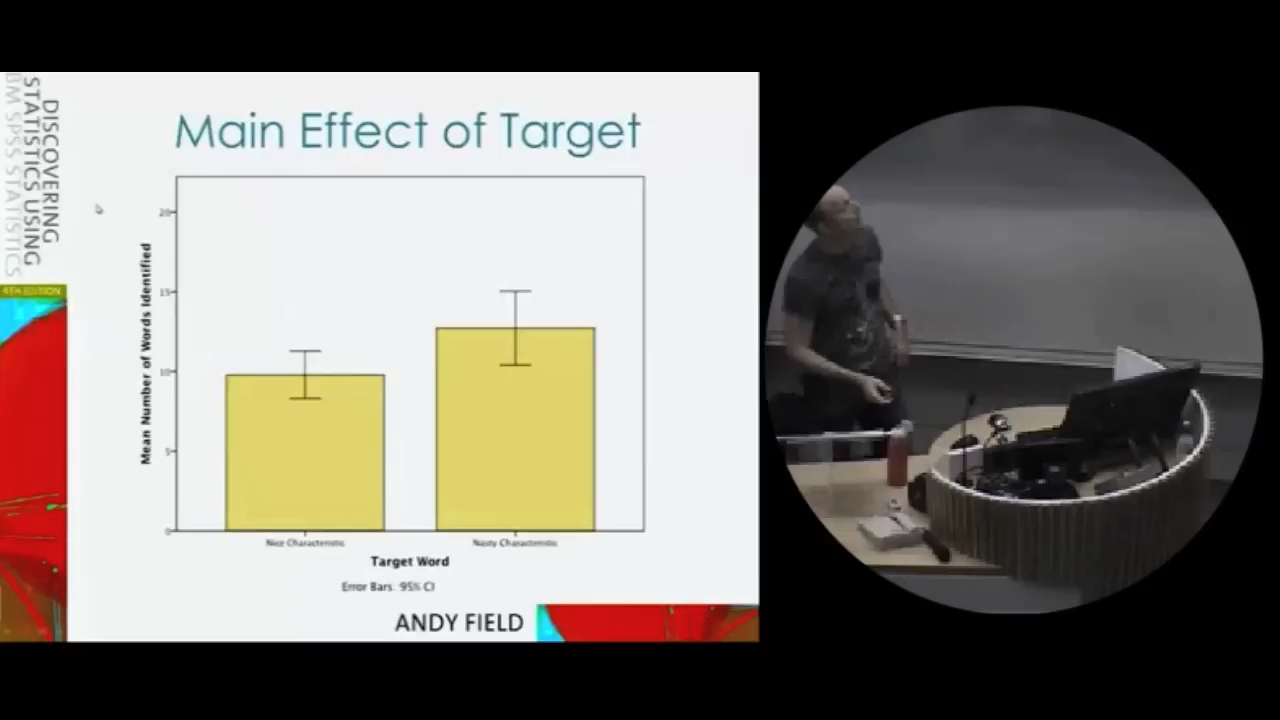 DISCOVERING
STATISTICS USING
IBM SPSS STATISTICS
4TH EDITION
Main Effect of Target
Mean Number of Words Identified
20
15
10
5
0
Nice Characteristic
Nasty Characteristic
Target Word
Error Bars: 95% CI
ANDY FIELD